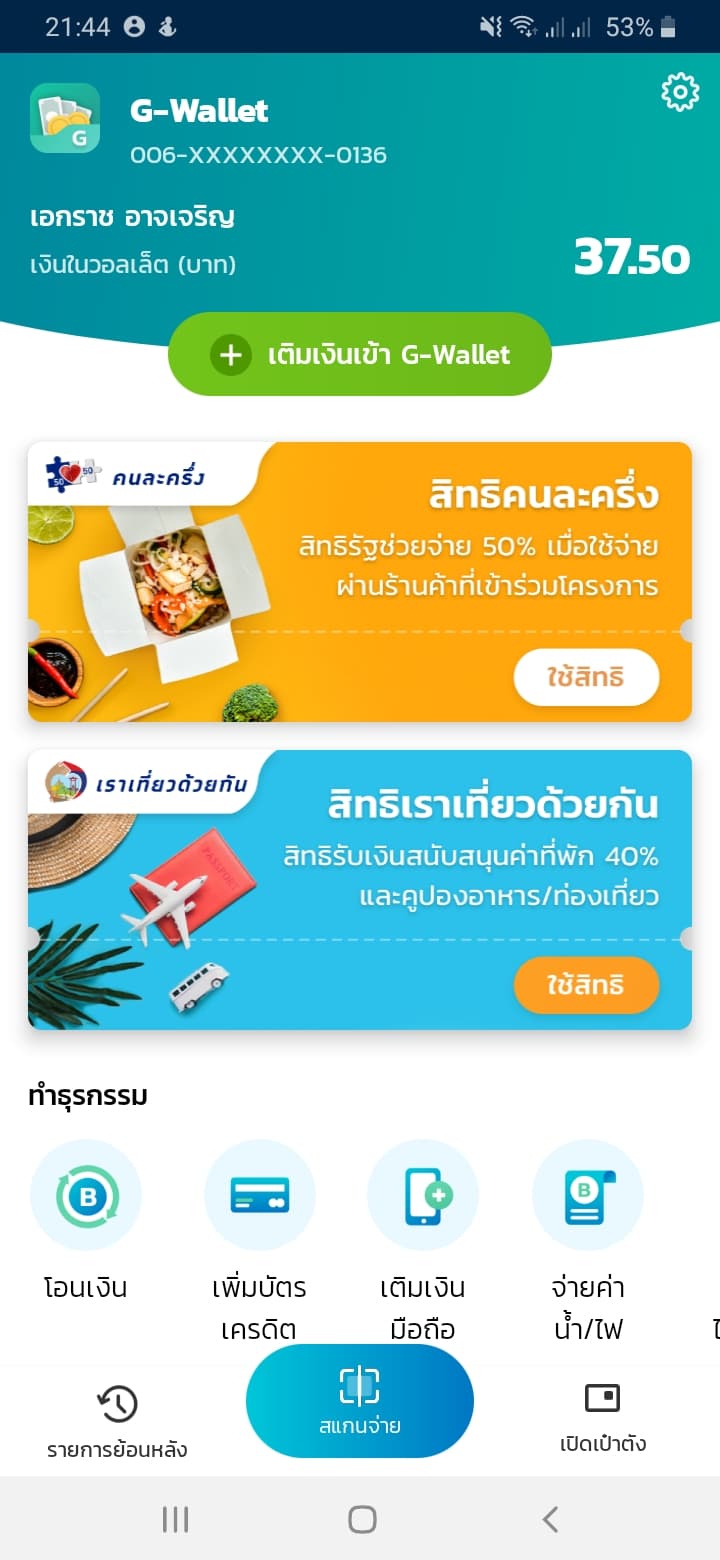 21:44
53%
G-Wallet
006-XXXXXXXX-0136
เอกราช อาจเจริญ
เงินในวอลเล็ต (บาท)
37.50
+ เติมเงินเข้า G-Wallet
50 50 คนละครึ่ง
สิทธิคนละครึ่ง
สิทธิรัฐช่วยจ่าย 50% เมื่อใช้จ่าย
ผ่านร้านค้าที่เข้าร่วมโครงการ
ใช้สิทธิ
เราเที่ยวด้วยกัน
สิทธิเราเที่ยวด้วยกัน
สิทธิรับเงินสนับสนุนค่าที่พัก 40%
และคูปองอาหาร/ท่องเที่ยว
PASSPORT
ใช้สิทธิ
ทำธุรกรรม
โอนเงิน
เพิ่มบัตร
เครดิต
เติมเงิน
มือถือ
จ่ายค่า
น้ำ/ไฟ
รายการย้อนหลัง
สแกนจ่าย
เปิดเป๋าตัง